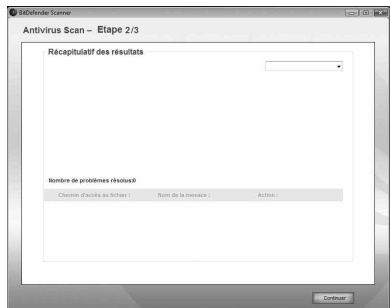 BitDefender Scanner
Antivirus Scan – Etape 2/3
Récapitulatif des résultats
Nombre de problèmes résolus:0
Chemin d'accès au fichier : Nom de la menace : Action :
Continuer